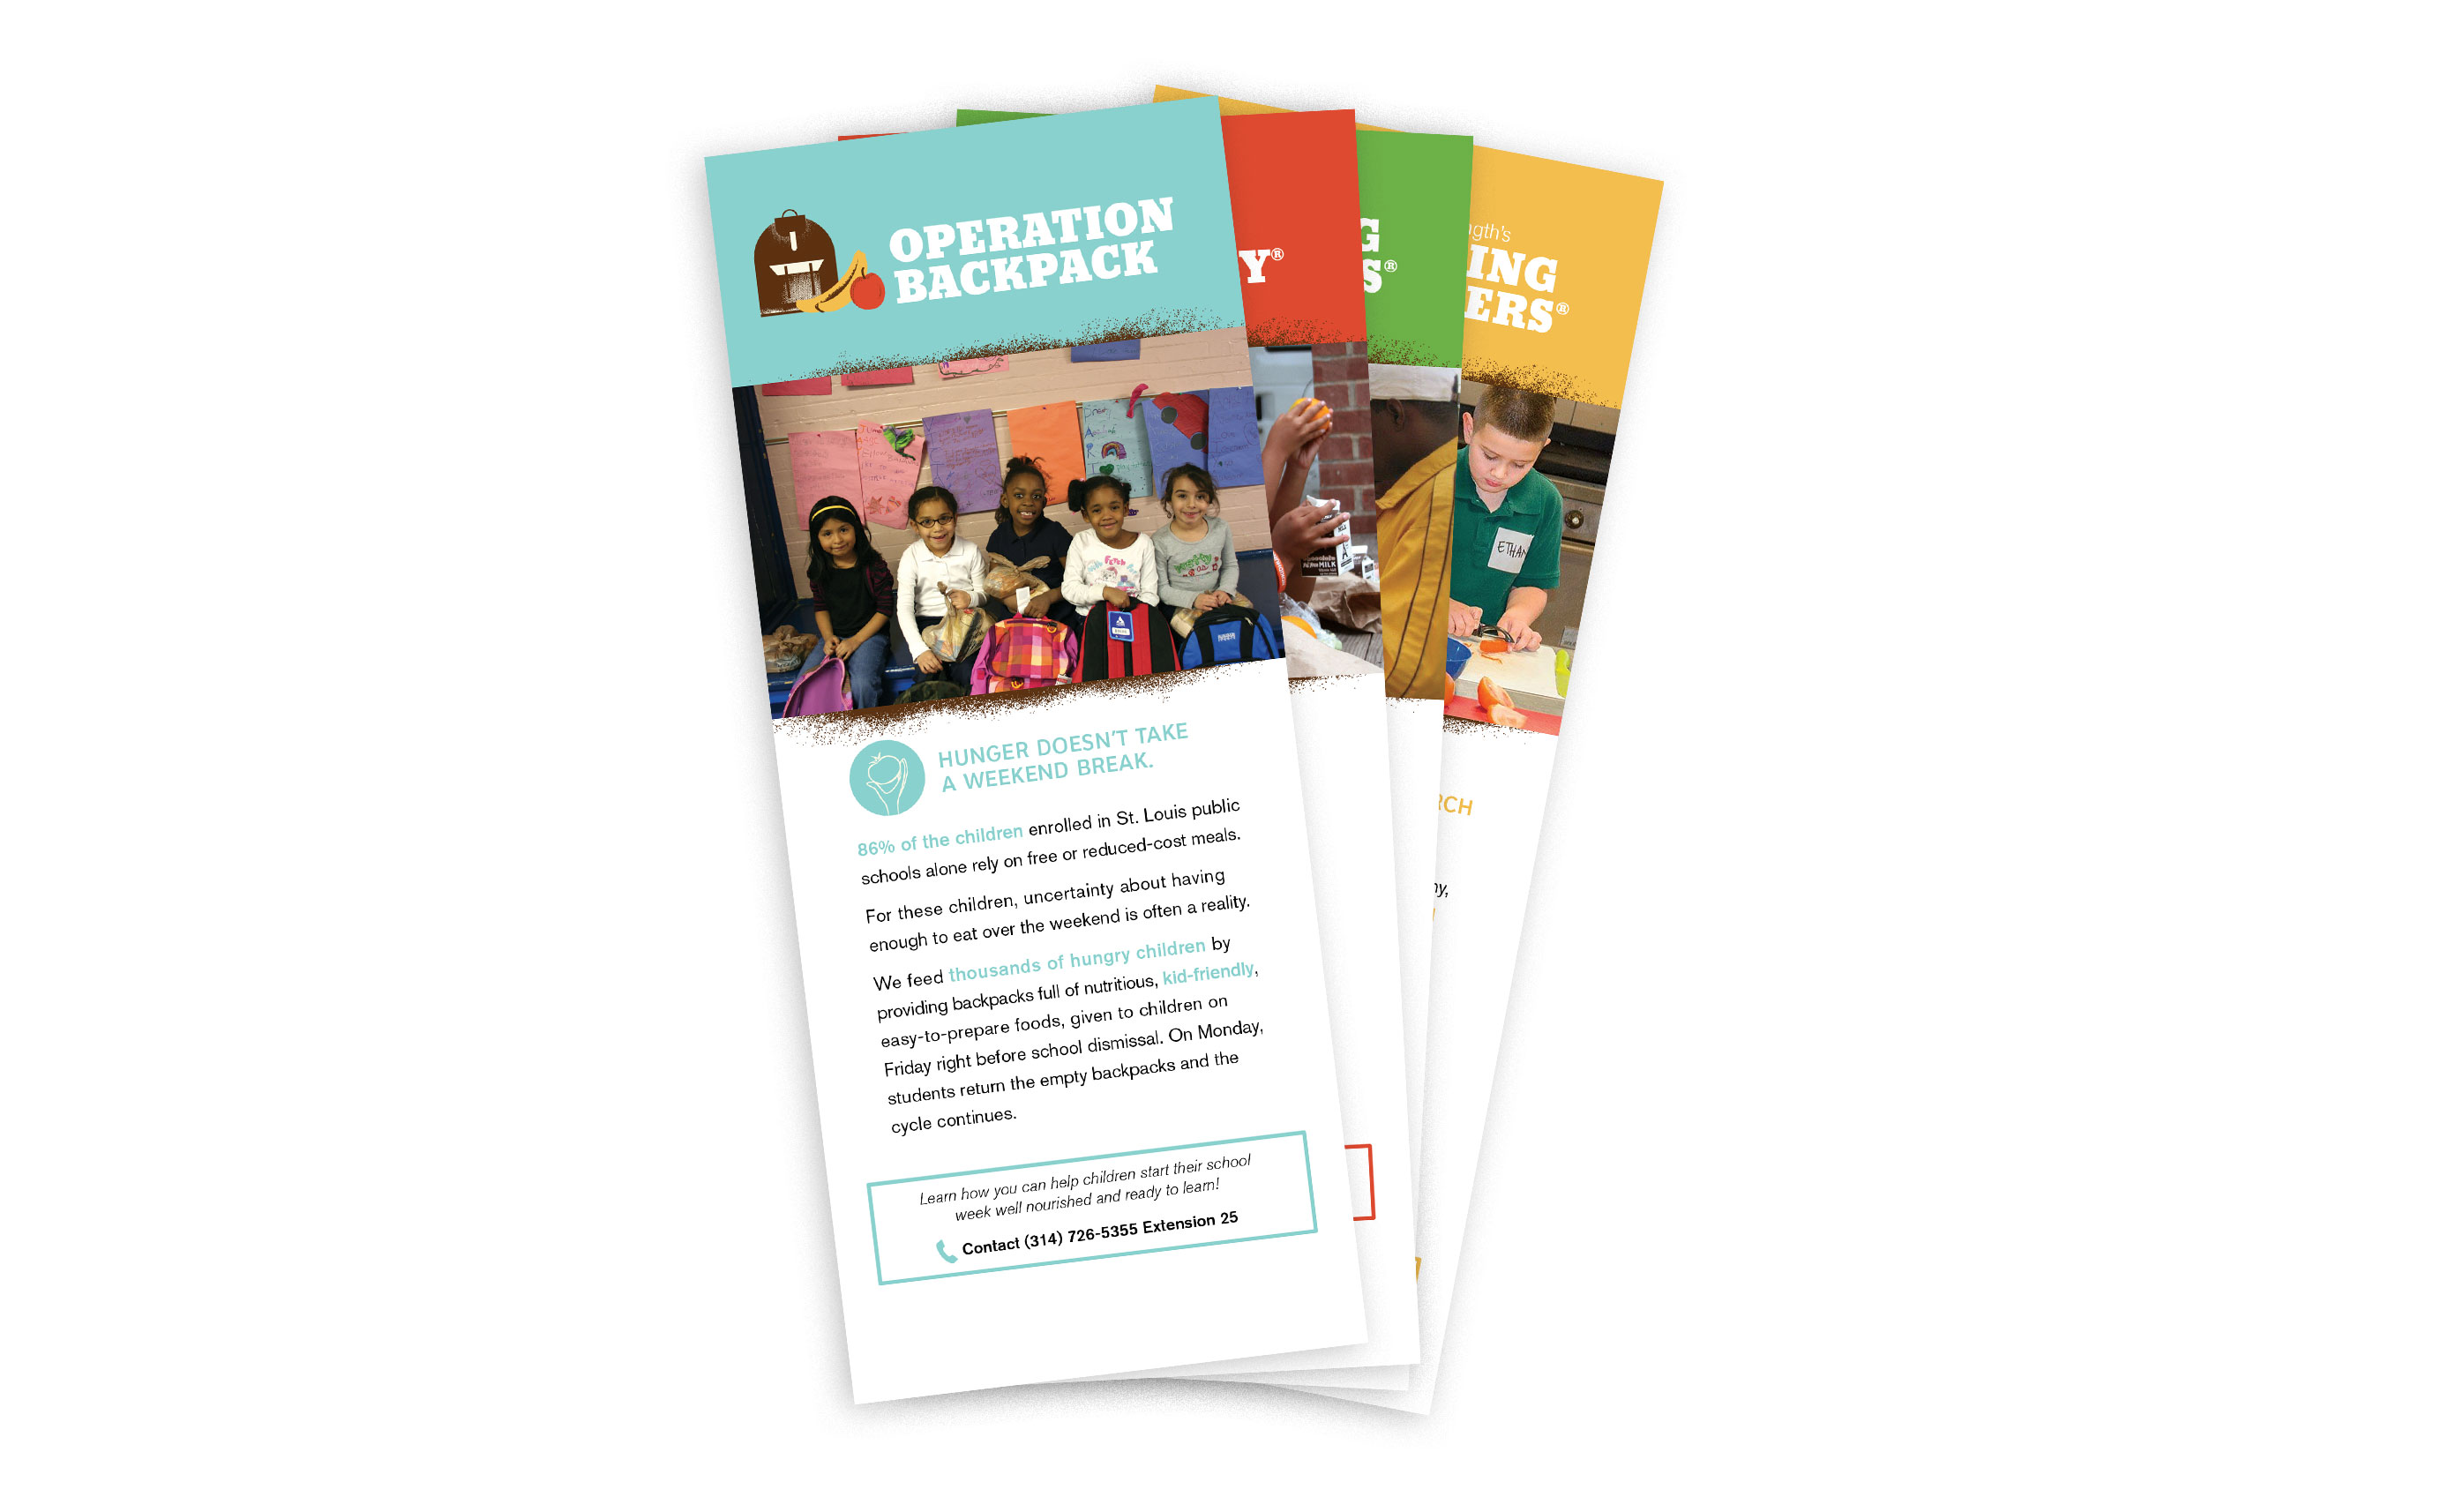 OPERATION
BACKPACK
HUNGER DOESN'T TAKE
A WEEKEND BREAK.
86% of the children enrolled in St. Louis public
schools alone rely on free or reduced-cost meals.
For these children, uncertainty about having
enough to eat over the weekend is often a reality.
We feed thousands of hungry children by
providing backpacks full of nutritious, kid-friendly,
easy-to-prepare foods, given to children on
Friday right before school dismissal. On Monday,
students return the empty backpacks and the
cycle continues.
Learn how you can help children start their school
week well nourished and ready to learn!
Contact (314) 726-5355 Extension 25
Y®
MILK
G
S®
ngth's
ING
ERS®
ETHAN
RCH
ny,